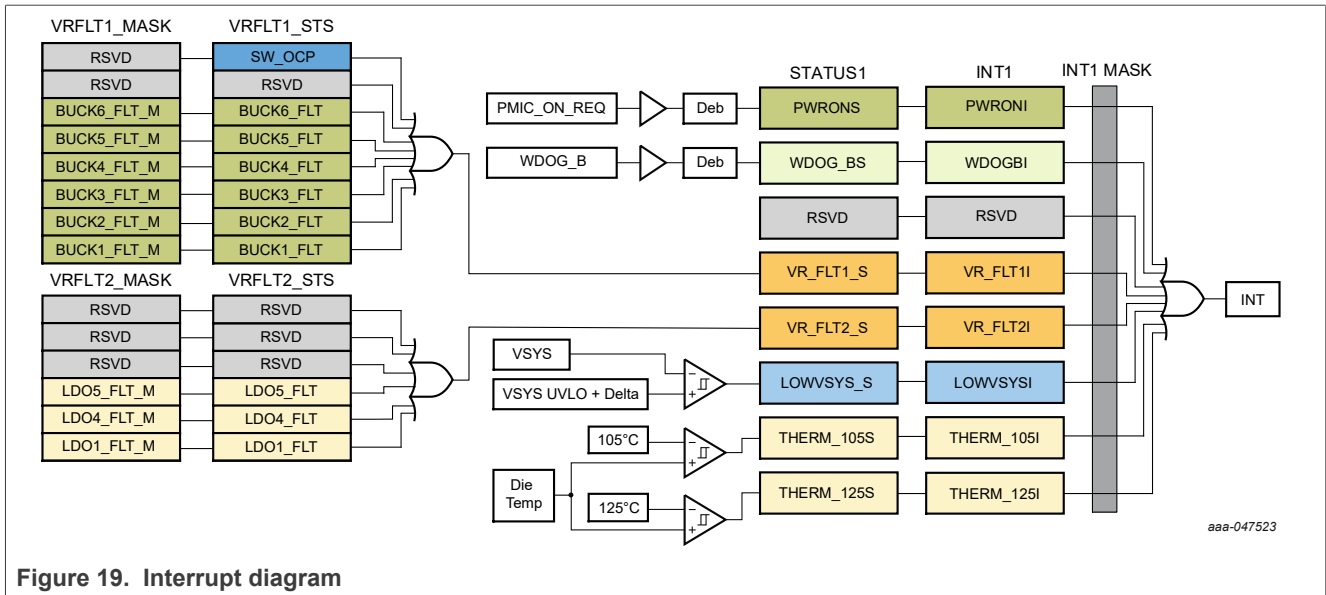 VRFLT1_MASK VRFLT1_STS
RSVD SW_OCP
RSVD RSVD
BUCK6_FLT_M BUCK6_FLT
BUCK5_FLT_M BUCK5_FLT
BUCK4_FLT_M BUCK4_FLT
BUCK3_FLT_M BUCK3_FLT
BUCK2_FLT_M BUCK2_FLT
BUCK1_FLT_M BUCK1_FLT
VRFLT2_MASK VRFLT2_STS
RSVD RSVD
RSVD RSVD
RSVD RSVD
LDO5_FLT_M LDO5_FLT
LDO4_FLT_M LDO4_FLT
LDO1_FLT_M LDO1_FLT
STATUS1 INT1 INT1 MASK
PMIC_ON_REQ Deb PWRONS PWRONI
WDOG_B Deb WDOG_BS WDOGBI
RSVD RSVD
VR_FLT1_S VR_FLT1I
INT
VR_FLT2_S VR_FLT2I
VSYS
− LOWVSYS_S LOWVSYSI
VSYS UVLO + Delta +
105°C − THERM_105S THERM_105I
+
Die
Temp
125°C − THERM_125S THERM_125I
+
aaa-047523
Figure 19. Interrupt diagram